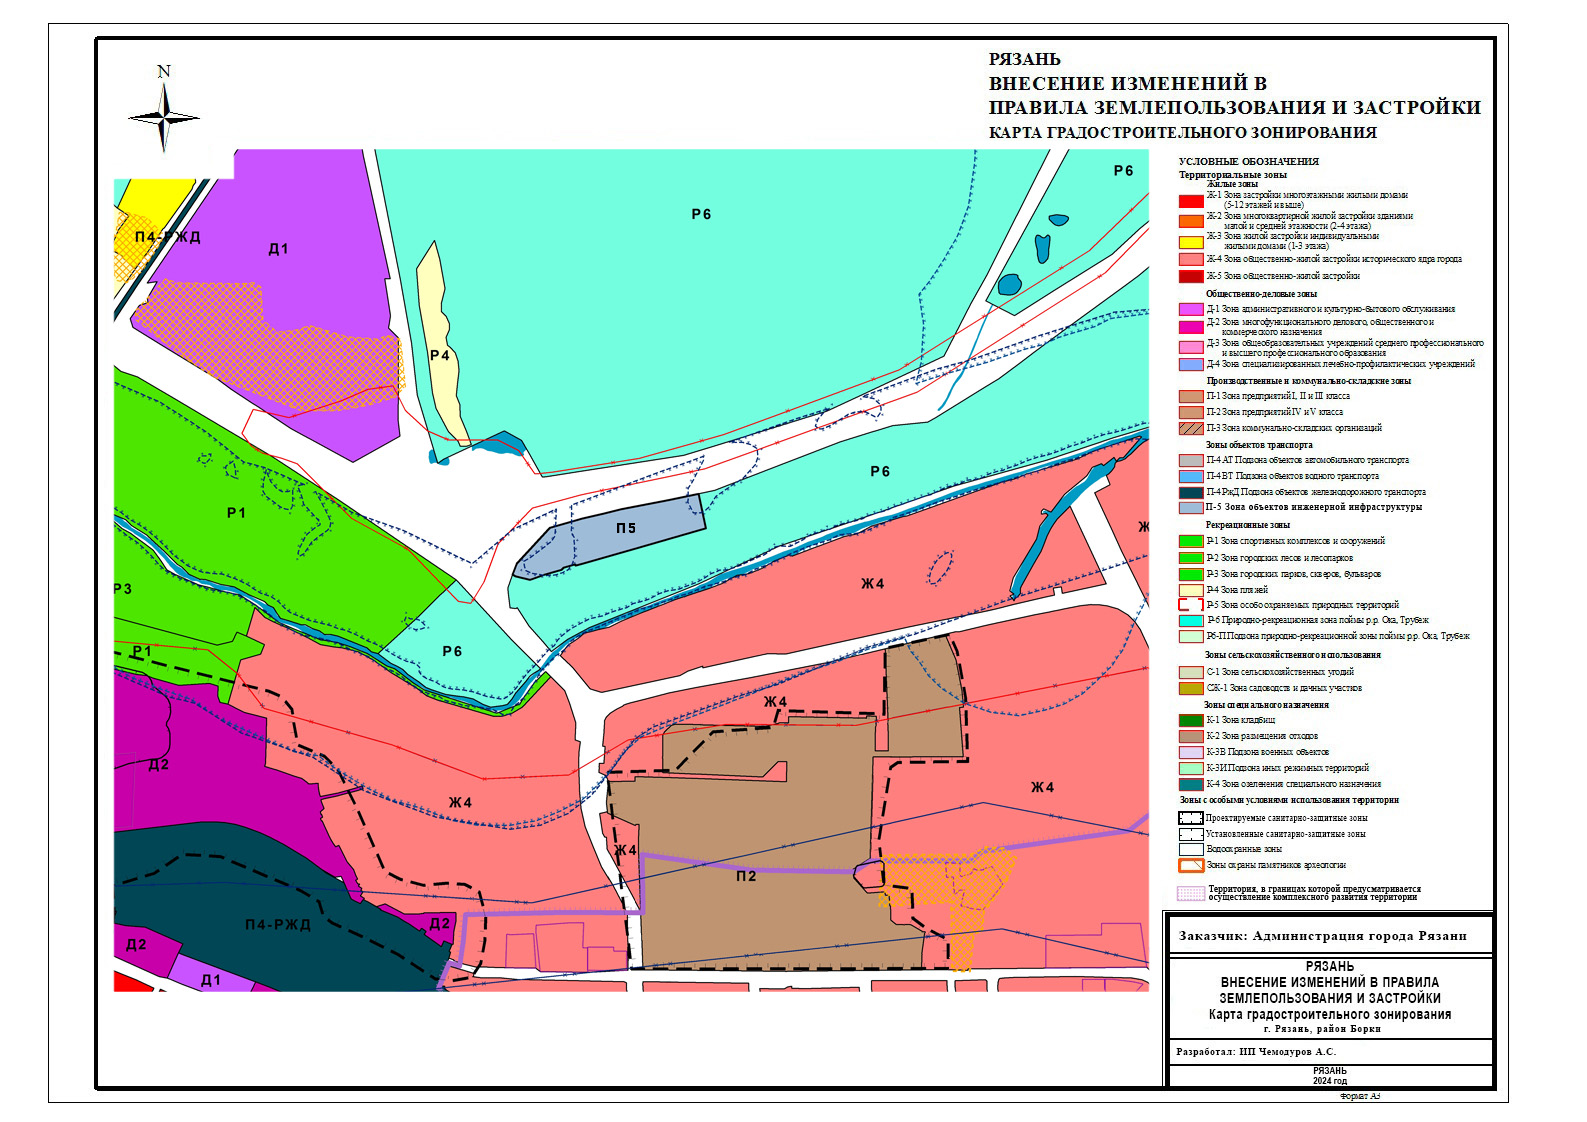 N
РЯЗАНЬ
ВНЕСЕНИЕ ИЗМЕНЕНИЙ В
ПРАВИЛА ЗЕМЛЕПОЛЬЗОВАНИЯ И ЗАСТРОЙКИ
КАРТА ГРАДОСТРОИТЕЛЬНОГО ЗОНИРОВАНИЯ
УСЛОВНЫЕ ОБОЗНАЧЕНИЯ
Территориальные зоны
Жилые зоны
Ж-1 Зона застройки многоэтажными жилыми домами
(5-12 этажей и выше)
Ж-2 Зона многоквартирной жилой застройки зданиями
малой и средней этажности (2-4 этажа)
Ж-3 Зона жилой застройки индивидуальными
жилыми домами (1-3 этажа)
Ж-4 Зона общественно-жилой застройки исторического ядра города
Ж-5 Зона общественно-жилой застройки
Общественно-деловые зоны
Д-1 Зона административного и культурно-бытового обслуживания
Д-2 Зона многофункционального делового, общественного и
коммерческого назначения
Д-3 Зона общеобразовательных учреждений среднего профессионального
и высшего профессионального образования
Д-4 Зона специализированных лечебно-профилактических учреждений
Производственные и коммунально-складские зоны
П-1 Зона предприятий I, II и III класса
П-2 Зона предприятий IV и V класса
П-3 Зона коммунально-складских организаций
Зоны объектов транспорта
П-4 АТ Подзона объектов автомобильного транспорта
П-4 ВТ Подзона объектов водного транспорта
П-4 РжД Подзона объектов железнодорожного транспорта
П-5 Зона объектов инженерной инфраструктуры
Рекреационные зоны
Р-1 Зона спортивных комплексов и сооружений
Р-2 Зона городских лесов и лесопарков
Р-3 Зона городских парков, скверов, бульваров
Р-4 Зона пляжей
Р-5 Зона особо охраняемых природных территорий
Р-6 Природно-рекреационная зона поймы р.р. Ока, Трубеж
Р6-П Подзона природно-рекреационной зоны поймы р.р. Ока, Трубеж
Зоны сельскохозяйственного использования
С-1 Зона сельскохозяйственных угодий
СЖ-1 Зона садоводств и дачных участков
Зоны специального назначения
К-1 Зона кладбищ
К-2 Зона размещения отходов
К-3В Подзона военных объектов
К-3И Подзона иных режимных территорий
К-4 Зона озеленения специального назначения
Зоны с особыми условиями использования территории
Проектируемые санитарно-защитные зоны
Установленные санитарно-защитные зоны
Водоохранные зоны
Зоны охраны памятников археологии
Территория, в границах которой предусматривается
осуществление комплексного развития территории
Р6
Р6
П4-РЖД
Д1
Р4
Р6
Р1
П5
Ж
Ж4
Р3
Р1
Р6
Ж4
Д2
Ж4
Ж4
Ж4
П2
Д2
П4-РЖД
Д2
Д1
Заказчик: Администрация города Рязани
РЯЗАНЬ
ВНЕСЕНИЕ ИЗМЕНЕНИЙ В ПРАВИЛА
ЗЕМЛЕПОЛЬЗОВАНИЯ И ЗАСТРОЙКИ
Карта градостроительного зонирования
г. Рязань, район Борки
Разработал: ИП Чемодуров А.С.
РЯЗАНЬ
2024 год
Формат А3